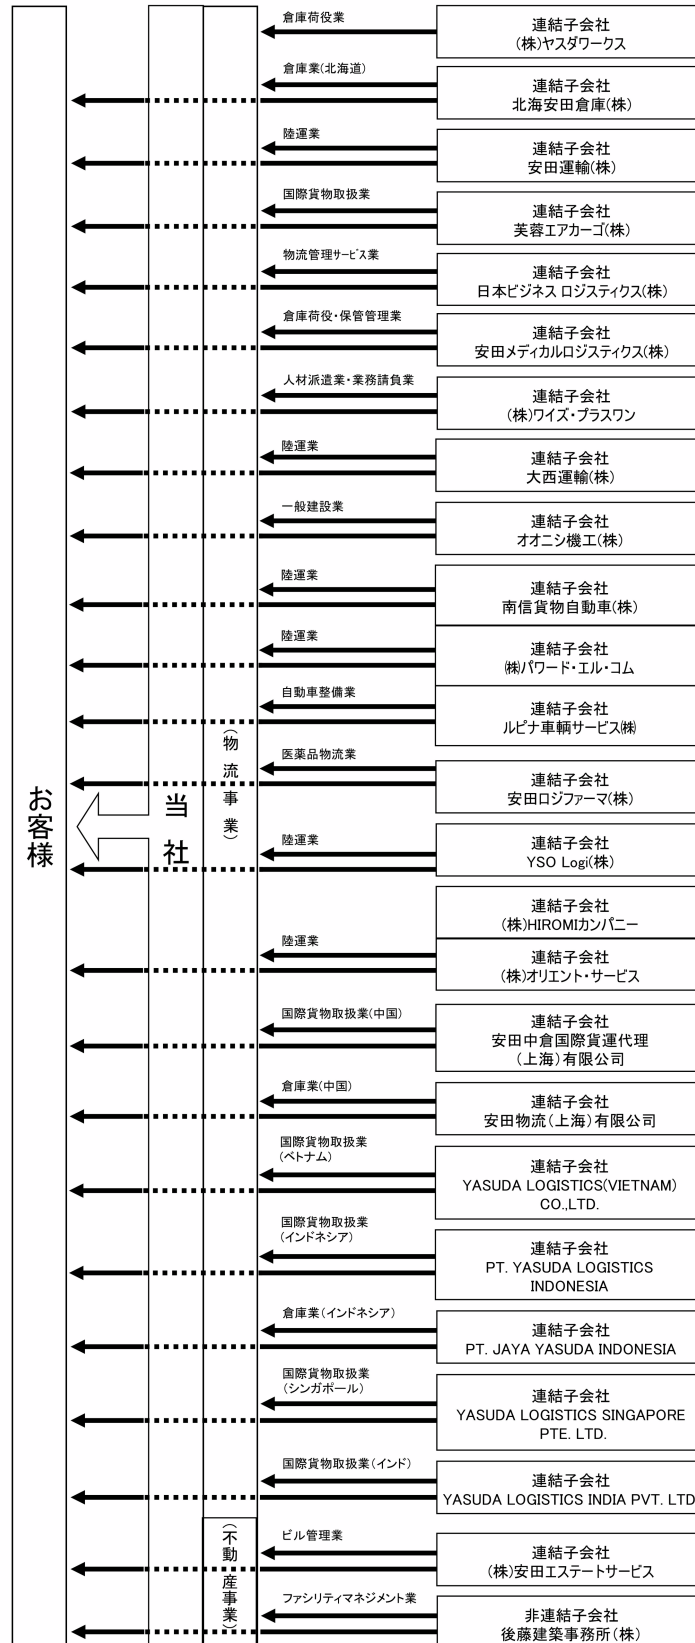 倉庫荷役業
連結子会社
(株)ヤスダワークス
倉庫業(北海道)
連結子会社
北海安田倉庫(株)
陸運業
連結子会社
安田運輸(株)
国際貨物取扱業
連結子会社
芙蓉エアカーゴ(株)
物流管理サービス業
連結子会社
日本ビジネス ロジスティクス(株)
倉庫荷役・保管管理業
連結子会社
安田メディカルロジスティクス(株)
人材派遣業・業務請負業
連結子会社
(株)ワイズ・プラスワン
陸運業
連結子会社
大西運輸(株)
一般建設業
連結子会社
オオニシ機工(株)
陸運業
連結子会社
南信貨物自動車(株)
陸運業
連結子会社
㈱パワード・エル・コム
自動車整備業
連結子会社
ルピナ車輌サービス㈱
医薬品物流業
連結子会社
安田ロジファーマ(株)
お客様
当社
(物流事業)
陸運業
連結子会社
YSO Logi(株)
連結子会社
(株)HIROMIカンパニー
陸運業
連結子会社
(株)オリエント・サービス
国際貨物取扱業(中国)
連結子会社
安田中倉国際貨運代理
(上海)有限公司
倉庫業(中国)
連結子会社
安田物流(上海)有限公司
国際貨物取扱業
(ベトナム)
連結子会社
YASUDA LOGISTICS(VIETNAM)
CO.,LTD.
国際貨物取扱業
(インドネシア)
連結子会社
PT. YASUDA LOGISTICS
INDONESIA
倉庫業(インドネシア)
連結子会社
PT. JAYA YASUDA INDONESIA
国際貨物取扱業
(シンガポール)
連結子会社
YASUDA LOGISTICS SINGAPORE
PTE. LTD.
国際貨物取扱業(インド)
連結子会社
YASUDA LOGISTICS INDIA PVT. LTD
(不動産事業)
ビル管理業
連結子会社
(株)安田エステートサービス
ファシリティマネジメント業
非連結子会社
後藤建築事務所(株)